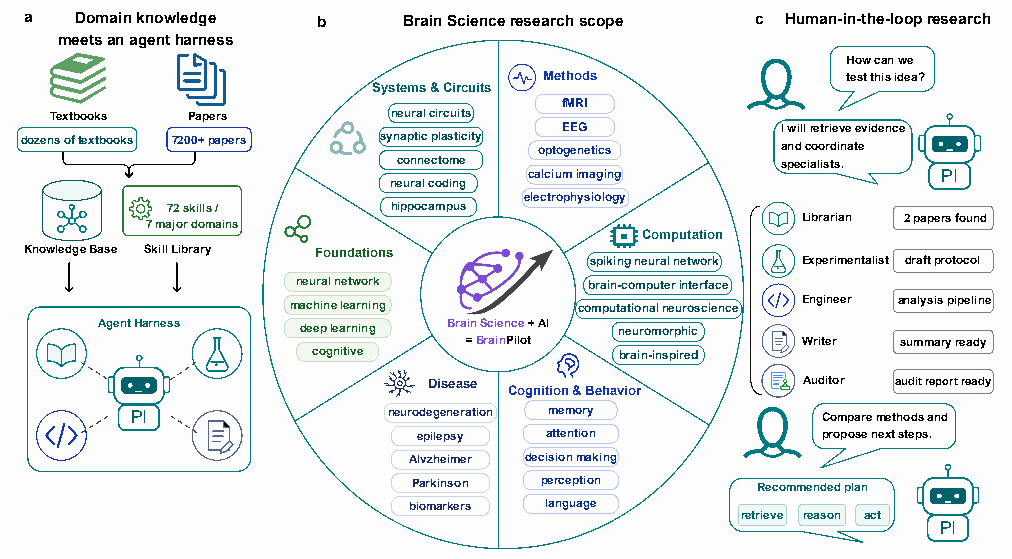 a
Domain knowledge
meets an agent harness
Textbooks
Papers
dozens of textbooks
7200+ papers
72 skills /
7 major domains
Knowledge Base
Skill Library
Agent Harness
PI
b
Brain Science research scope
Systems & Circuits
neural circuits
synaptic plasticity
connectome
neural coding
hippocampus
Methods
fMRI
EEG
optogenetics
calcium imaging
electrophysiology
Foundations
neural network
machine learning
deep learning
cognitive
Computation
spiking neural network
brain-computer interface
computational neuroscience
neuromorphic
brain-inspired
Brain Science + AI
= BrainPilot
Disease
neurodegeneration
epilepsy
Alvzheimer
Parkinson
biomarkers
Cognition & Behavior
memory
attention
decision making
perception
language
c
Human-in-the-loop research
How can we
test this idea?
I will retrieve evidence
and coordinate
specialists.
PI
Librarian
2 papers found
Experimentalist
draft protocol
Engineer
analysis pipeline
Writer
summary ready
Auditor
audit report ready
Compare methods and
propose next steps.
Recommended plan
retrieve
reason
act
PI